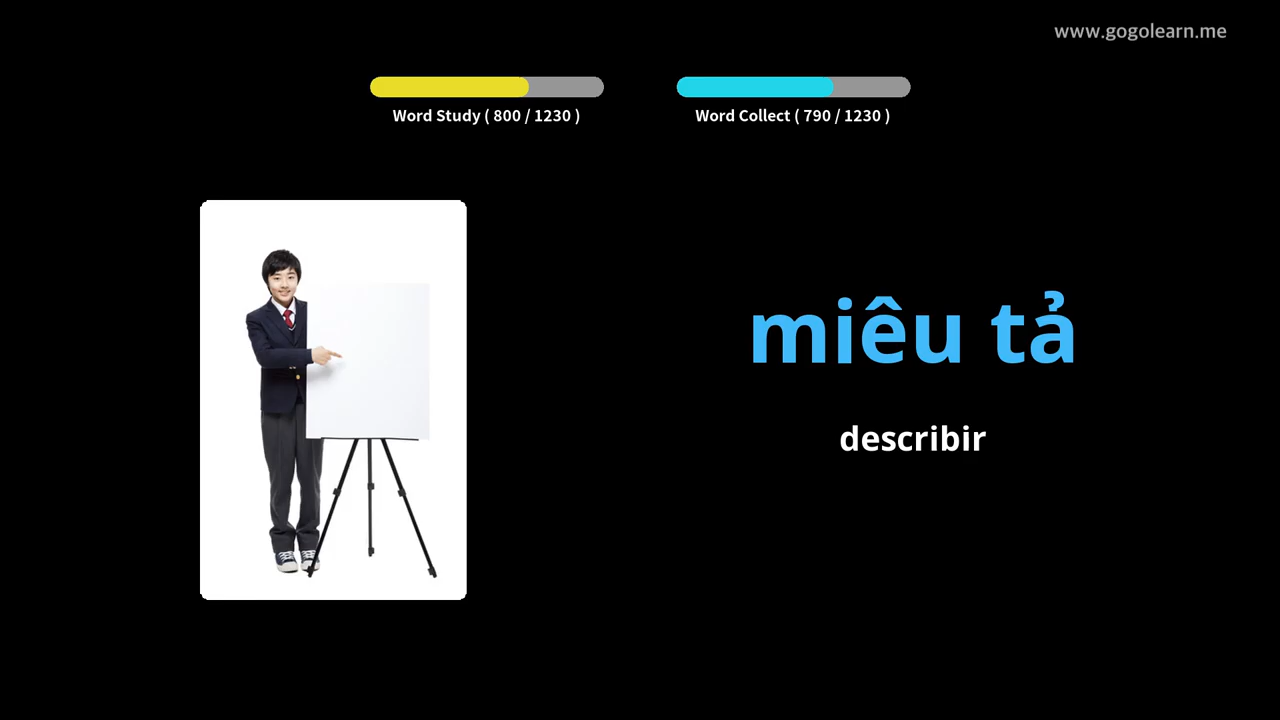 www.gogolearn.me
Word Study ( 800 / 1230 )
Word Collect ( 790 / 1230 )
miêu tả
describir